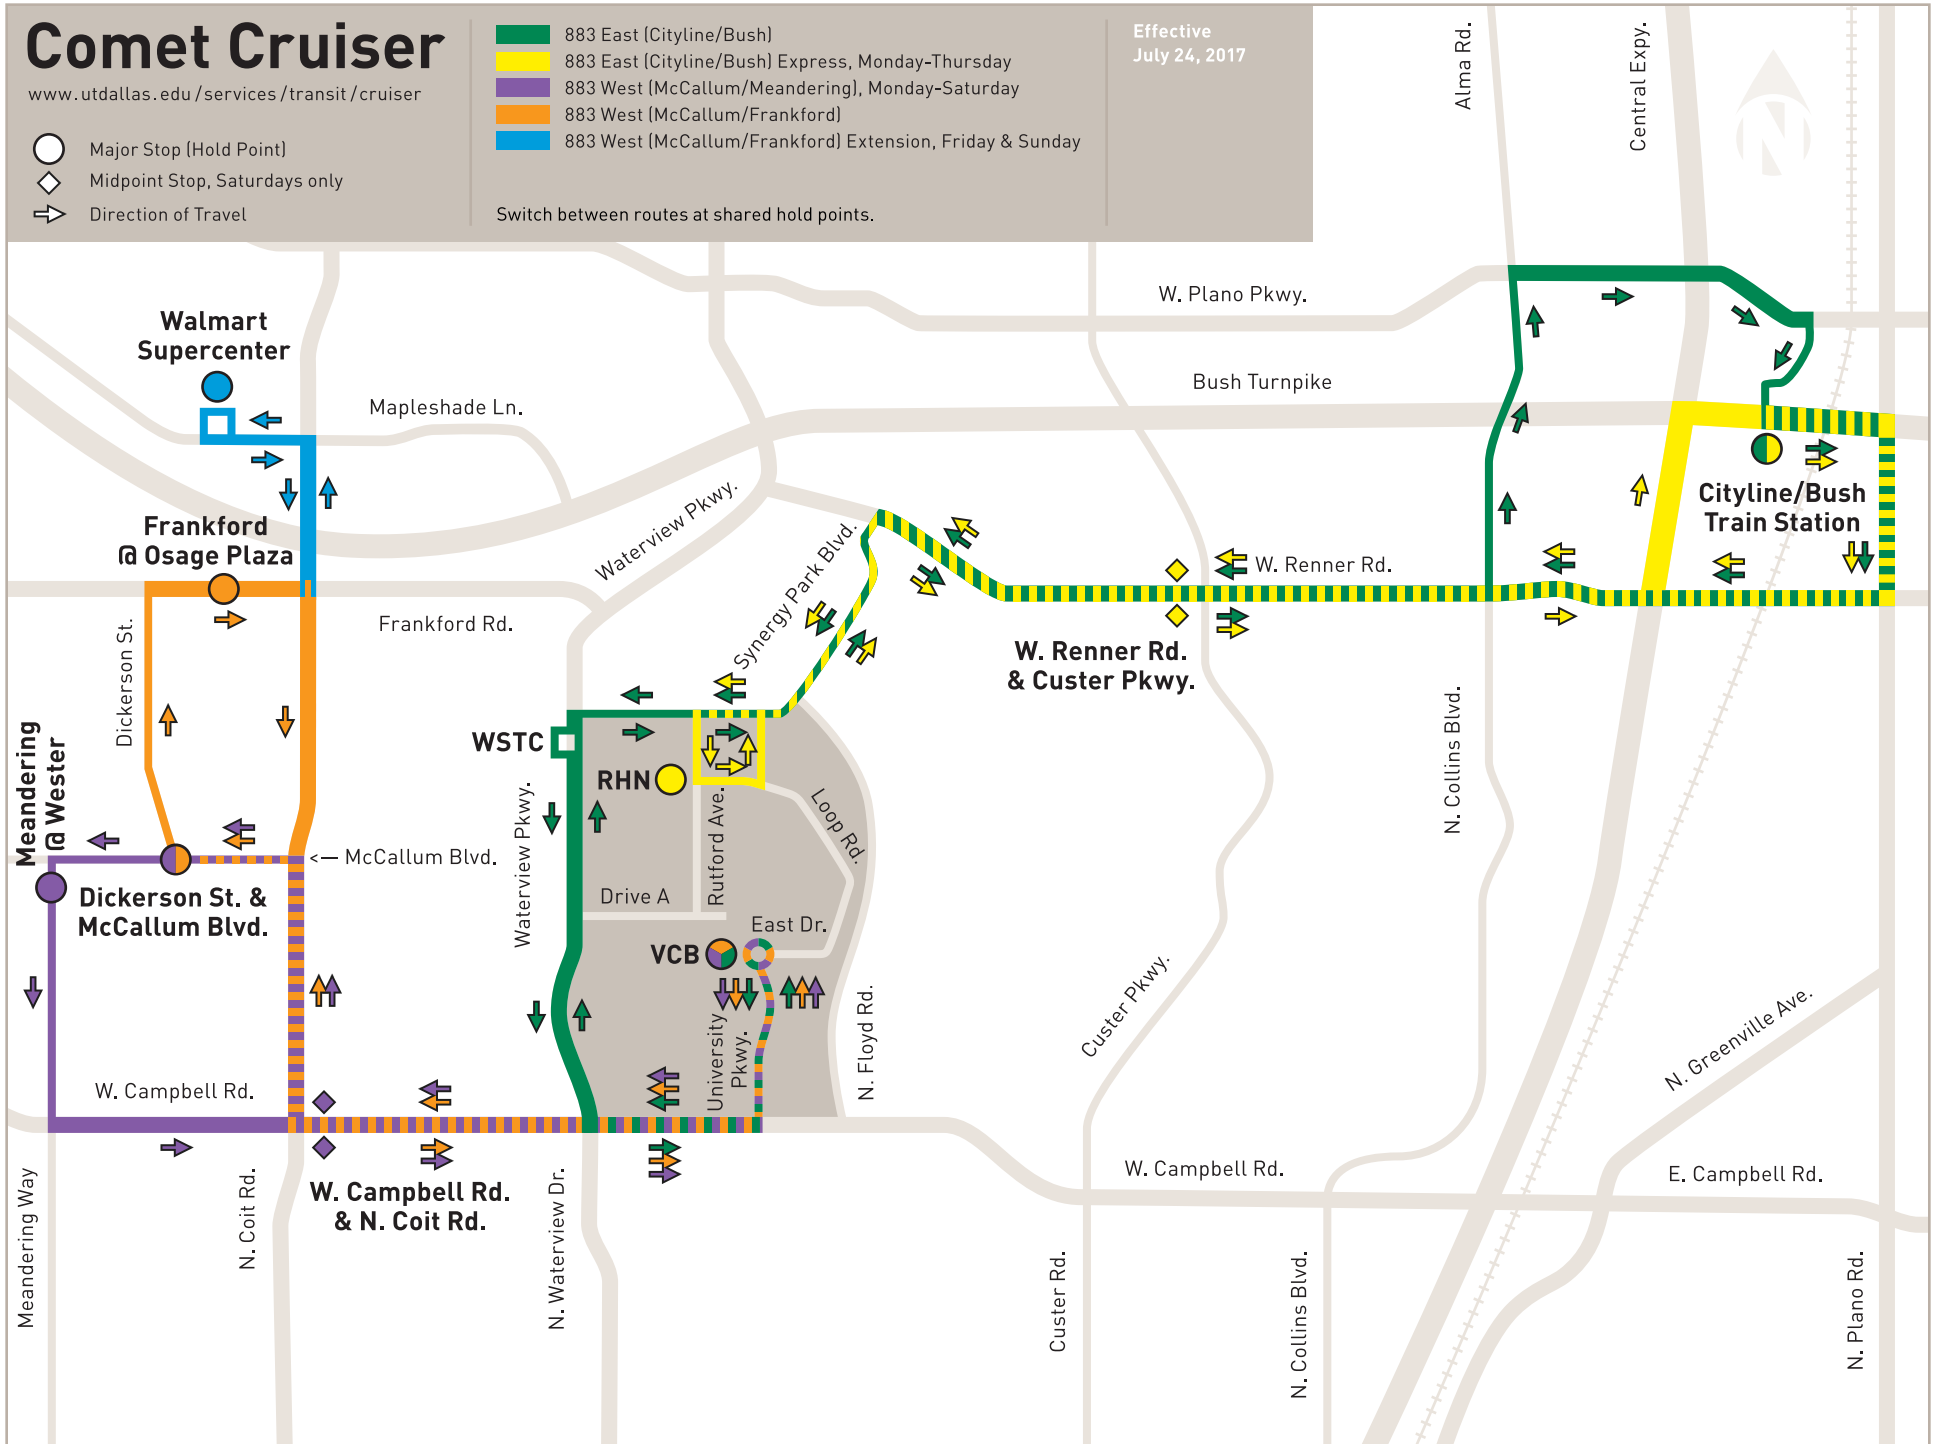 Comet Cruiser
www.utdallas.edu/services/transit/cruiser
Major Stop (Hold Point)
Midpoint Stop, Saturdays only
Direction of Travel
883 East (Cityline/Bush)
883 East (Cityline/Bush) Express, Monday-Thursday
883 West (McCallum/Meandering), Monday-Saturday
883 West (McCallum/Frankford)
883 West (McCallum/Frankford) Extension, Friday & Sunday
Switch between routes at shared hold points.
Effective
July 24, 2017
Alma Rd.
Central Expy.
N
W. Plano Pkwy.
Walmart
Supercenter
Bush Turnpike
Mapleshade Ln.
Cityline/Bush
Train Station
Waterview Pkwy.
Frankford
@ Osage Plaza
Synergy Park Blvd.
W. Renner Rd.
Frankford Rd.
Dickerson St.
W. Renner Rd.
& Custer Pkwy.
N. Collins Blvd.
WSTC
RHN
Meandering
@ Wester
Waterview Pkwy.
Rutford Ave.
Loop Rd.
<— McCallum Blvd.
Dickerson St. &
McCallum Blvd.
Drive A
East Dr.
VCB
University
Pkwy.
N. Floyd Rd.
Custer Pkwy.
N. Greenville Ave.
W. Campbell Rd.
W. Campbell Rd.
E. Campbell Rd.
W. Campbell Rd.
& N. Coit Rd.
Meandering Way
N. Coit Rd.
N. Waterview Dr.
Custer Rd.
N. Collins Blvd.
N. Plano Rd.